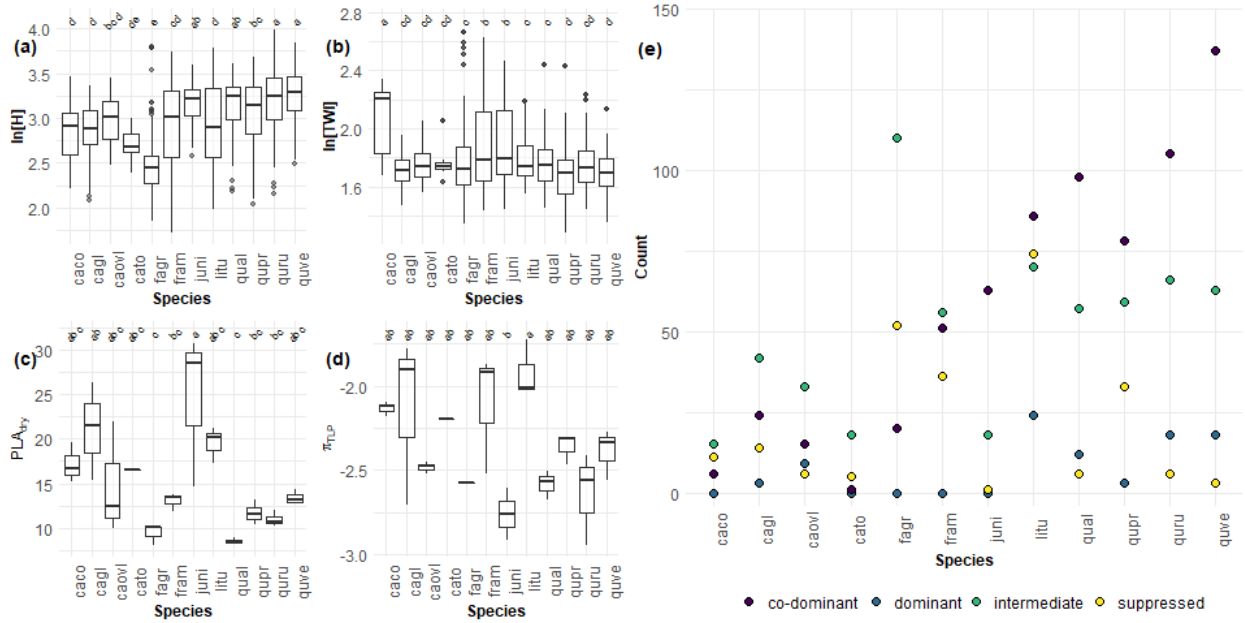 (a)
ln[H]
4.0
3.5
3.0
2.5
2.0
caco
cagl
caovl
cato
fagr
fram
juni
litu
qual
qupr
quru
quve
Species
(b)
ln[TWI]
2.8
2.4
2.0
1.6
caco
cagl
caovl
cato
fagr
fram
juni
litu
qual
qupr
quru
quve
Species
(c)
PLAdry
30
25
20
15
10
caco
cagl
caovl
cato
fagr
fram
juni
litu
qual
qupr
quru
quve
Species
(d)
πTLP
-2.0
-2.5
-3.0
caco
cagl
caovl
cato
fagr
fram
juni
litu
qual
qupr
quru
quve
Species
(e)
Count
150
100
50
0
caco
cagl
caovl
cato
fagr
fram
juni
litu
qual
qupr
quru
quve
Species
co-dominant dominant intermediate suppressed